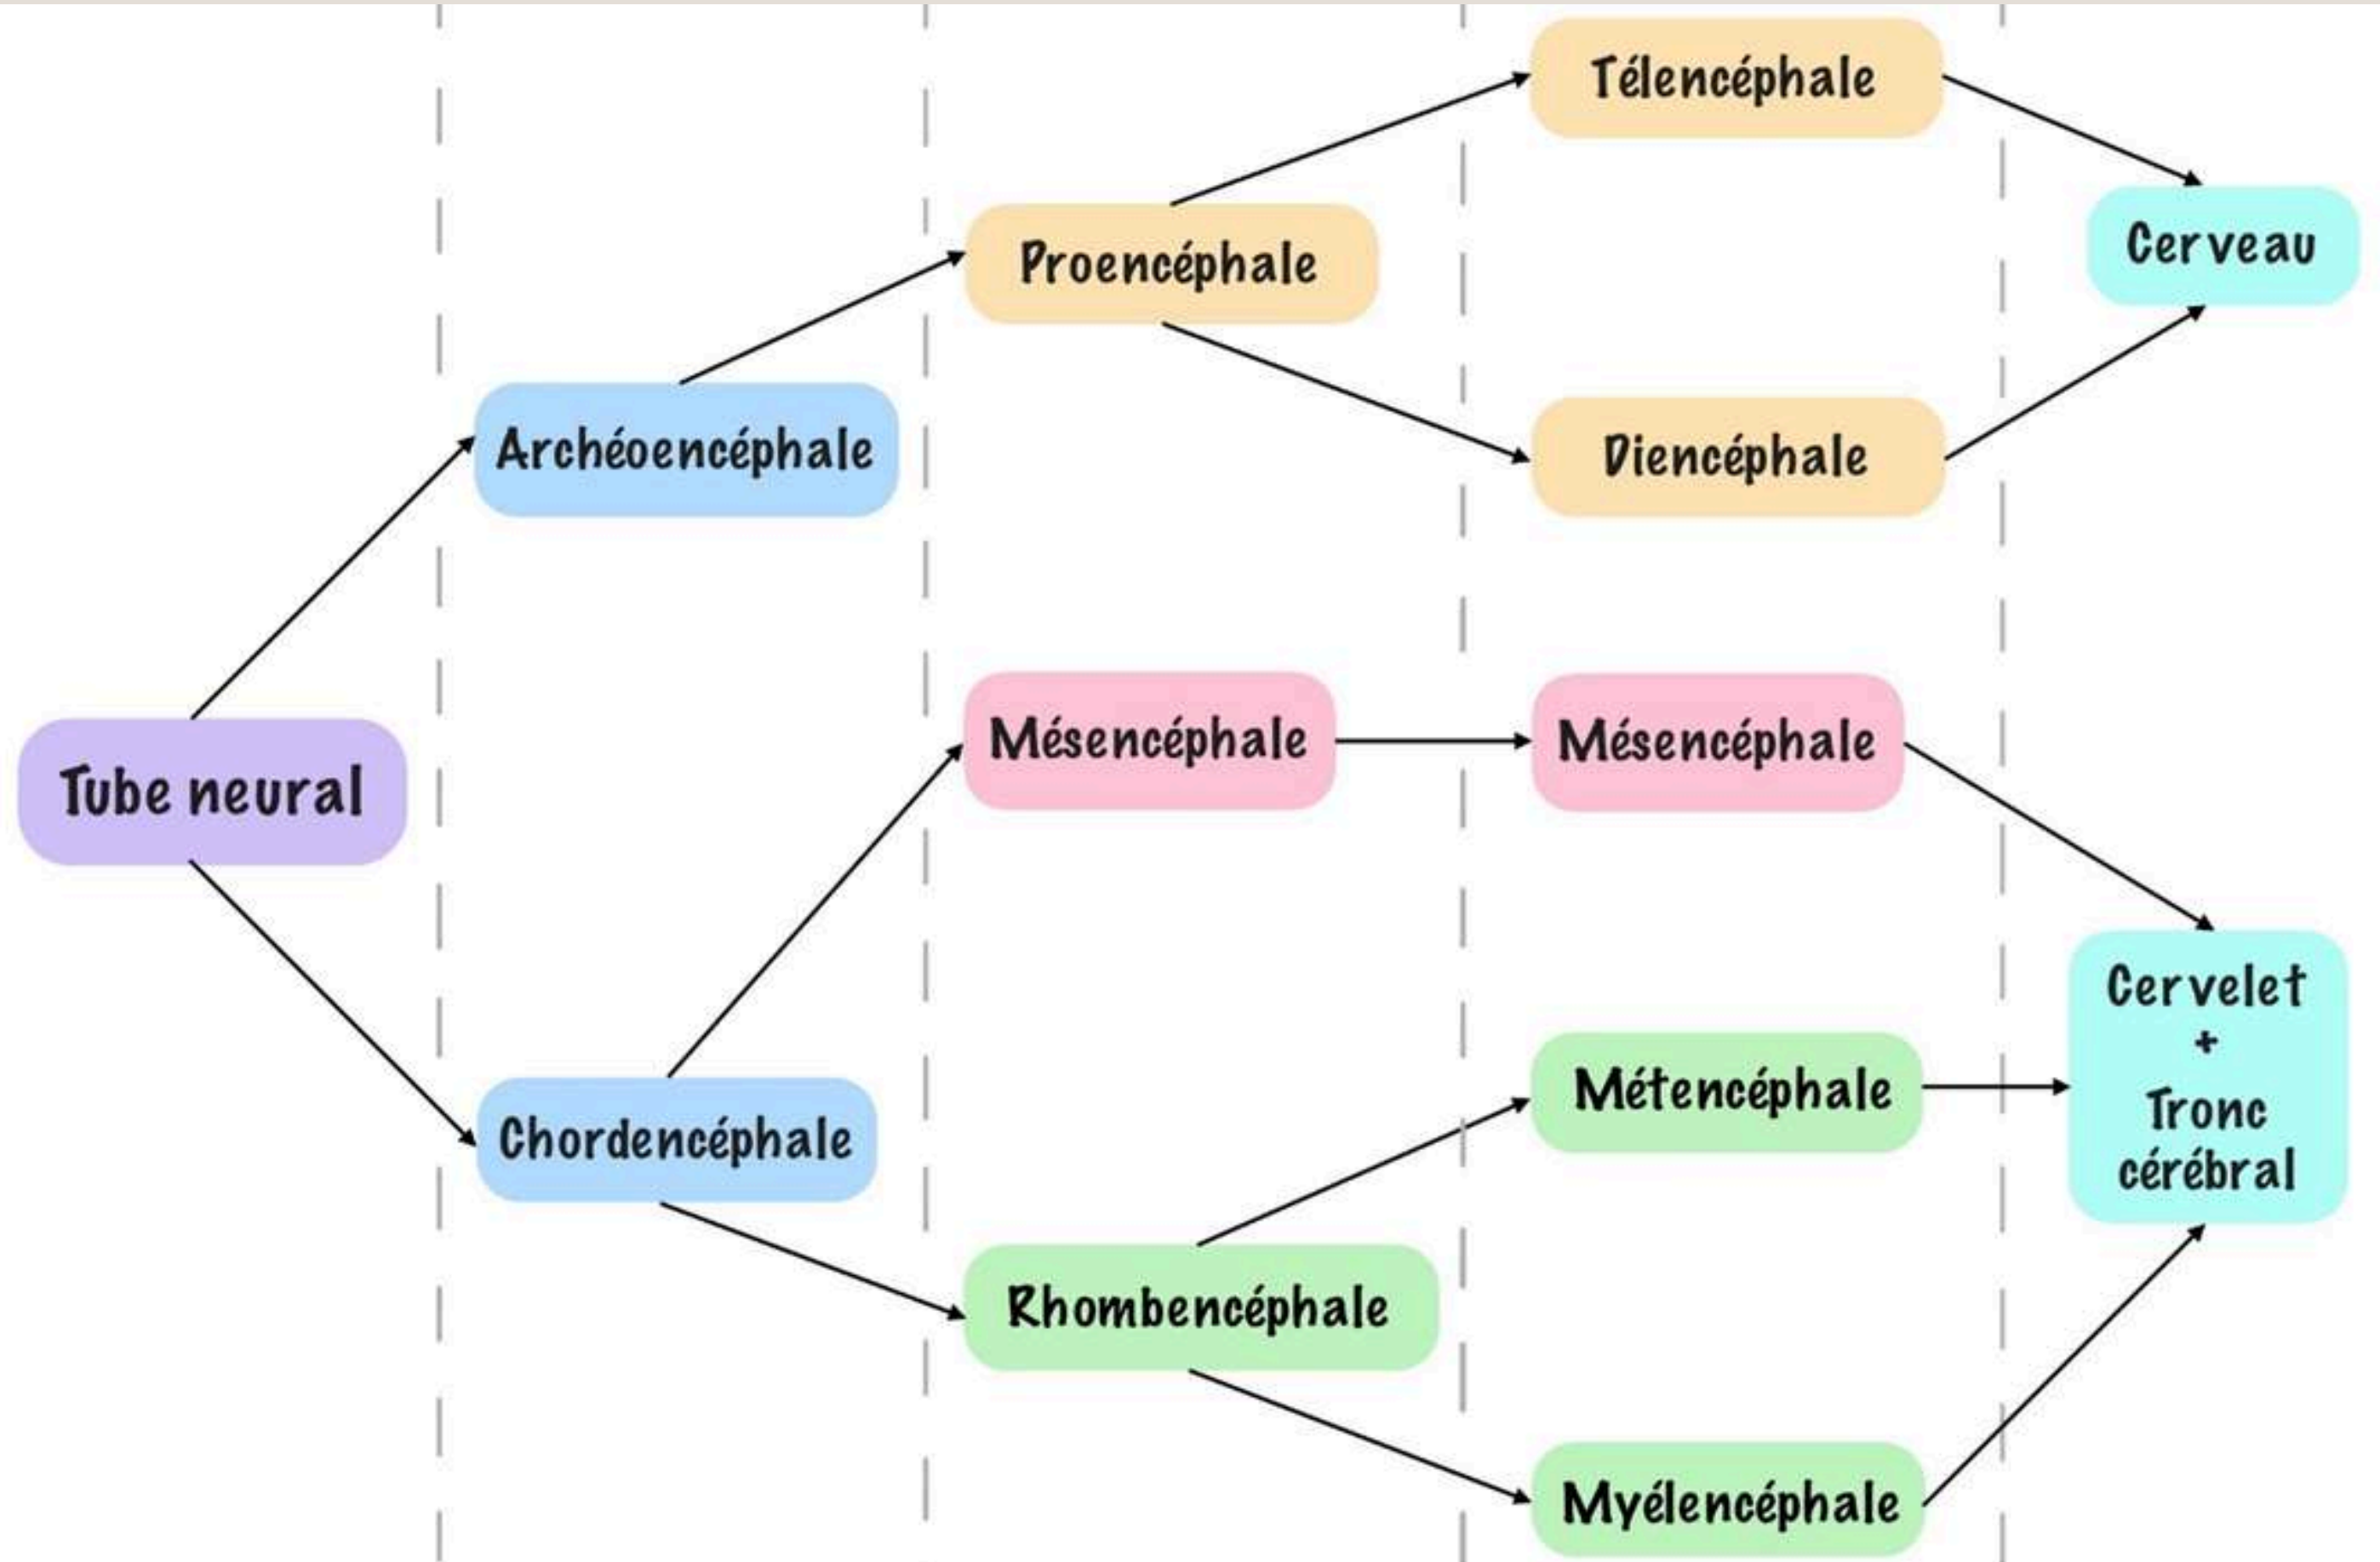 Télencéphale
Cerveau
Proencéphale
Archéoencéphale
Diencéphale
Mésencéphale
Mésencéphale
Tube neural
Cervelet
+
Tronc
cérébral
Métencéphale
Chordencéphale
Rhombencéphale
Myélencéphale